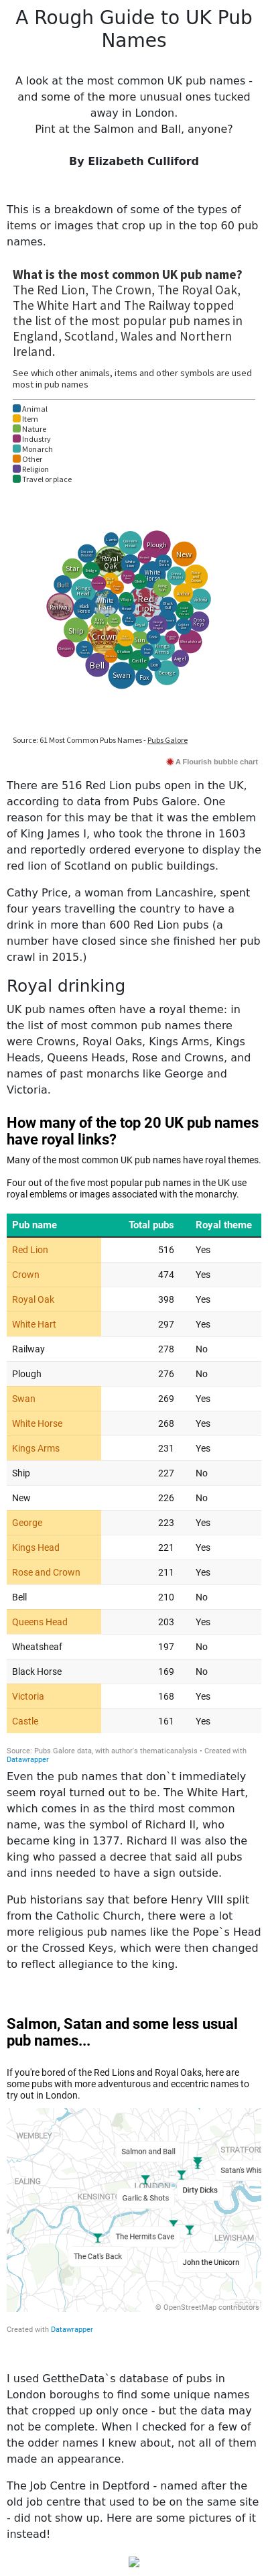 A Rough Guide to UK Pub
Names
A look at the most common UK pub names -
and some of the more unusual ones tucked
away in London.
Pint at the Salmon and Ball, anyone?
By Elizabeth Culliford
This is a breakdown of some of the types of
items or images that crop up in the top 60 pub
names.
What is the most common UK pub name?
The Red Lion, The Crown, The Royal Oak,
The White Hart and The Railway topped
the list of the most popular pub names in
England, Scotland, Wales and Northern
Ireland.
See which other animals, items and other symbols are used
most in pub names
Animal
Item
Nature
Industry
Monarch
Other
Religion
Travel or place
Plough
New
Royal
Oak
Star
White
Horse
Bull
Kings
Head
Railway
White
Hart
Red
Lion
Ship
Crown
Sun
Kings
Arms
Cross
Keys
Bell
Castle
Angel
Swan
Fox
George
Source: 61 Most Common Pubs Names - Pubs Galore
A Flourish bubble chart
There are 516 Red Lion pubs open in the UK,
according to data from Pubs Galore. One
reason for this may be that it was the emblem
of King James I, who took the throne in 1603
and reportedly ordered everyone to display the
red lion of Scotland on public buildings.
Cathy Price, a woman from Lancashire, spent
four years travelling the country to have a
drink in more than 600 Red Lion pubs (a
number have closed since she finished her pub
crawl in 2015.)
Royal drinking
UK pub names often have a royal theme: in
the list of most common pub names there
were Crowns, Royal Oaks, Kings Arms, Kings
Heads, Queens Heads, Rose and Crowns, and
names of past monarchs like George and
Victoria.
How many of the top 20 UK pub names
have royal links?
Many of the most common UK pub names have royal themes.
Four out of the five most popular pub names in the UK use
royal emblems or images associated with the monarchy.
Pub name Total pubs Royal theme
Red Lion 516 Yes
Crown 474 Yes
Royal Oak 398 Yes
White Hart 297 Yes
Railway 278 No
Plough 276 No
Swan 269 Yes
White Horse 268 Yes
Kings Arms 231 Yes
Ship 227 No
New 226 No
George 223 Yes
Kings Head 221 Yes
Rose and Crown 211 Yes
Bell 210 No
Queens Head 203 Yes
Wheatsheaf 197 No
Black Horse 169 No
Victoria 168 Yes
Castle 161 Yes
Source: Pubs Galore data, with author's thematicanalysis • Created with
Datawrapper
Even the pub names that don`t immediately
seem royal turned out to be. The White Hart,
which comes in as the third most common
name, was the symbol of Richard II, who
became king in 1377. Richard II was also the
king who passed a decree that said all pubs
and inns needed to have a sign outside.
Pub historians say that before Henry VIII split
from the Catholic Church, there were a lot
more religious pub names like the Pope`s Head
or the Crossed Keys, which were then changed
to reflect allegiance to the king.
Salmon, Satan and some less usual
pub names...
If you're bored of the Red Lions and Royal Oaks, here are
some pubs with more adventurous and eccentric names to
try out in London.
WEMBLEY
Salmon and Ball
STRATFORD
EALING
Satan's Whis
LONDON
Dirty Dicks
KENSINGT
Garlic & Shots
The Hermits Cave
LEWISHAM
The Cat's Back
John the Unicorn
© OpenStreetMap contributors
Created with Datawrapper
I used GettheData`s database of pubs in
London boroughs to find some unique names
that cropped up only once - but the data may
not be complete. When I checked for a few of
the odder names I knew about, not all of them
made an appearance.
The Job Centre in Deptford - named after the
old job centre that used to be on the same site
- did not show up. Here are some pictures of it
instead!